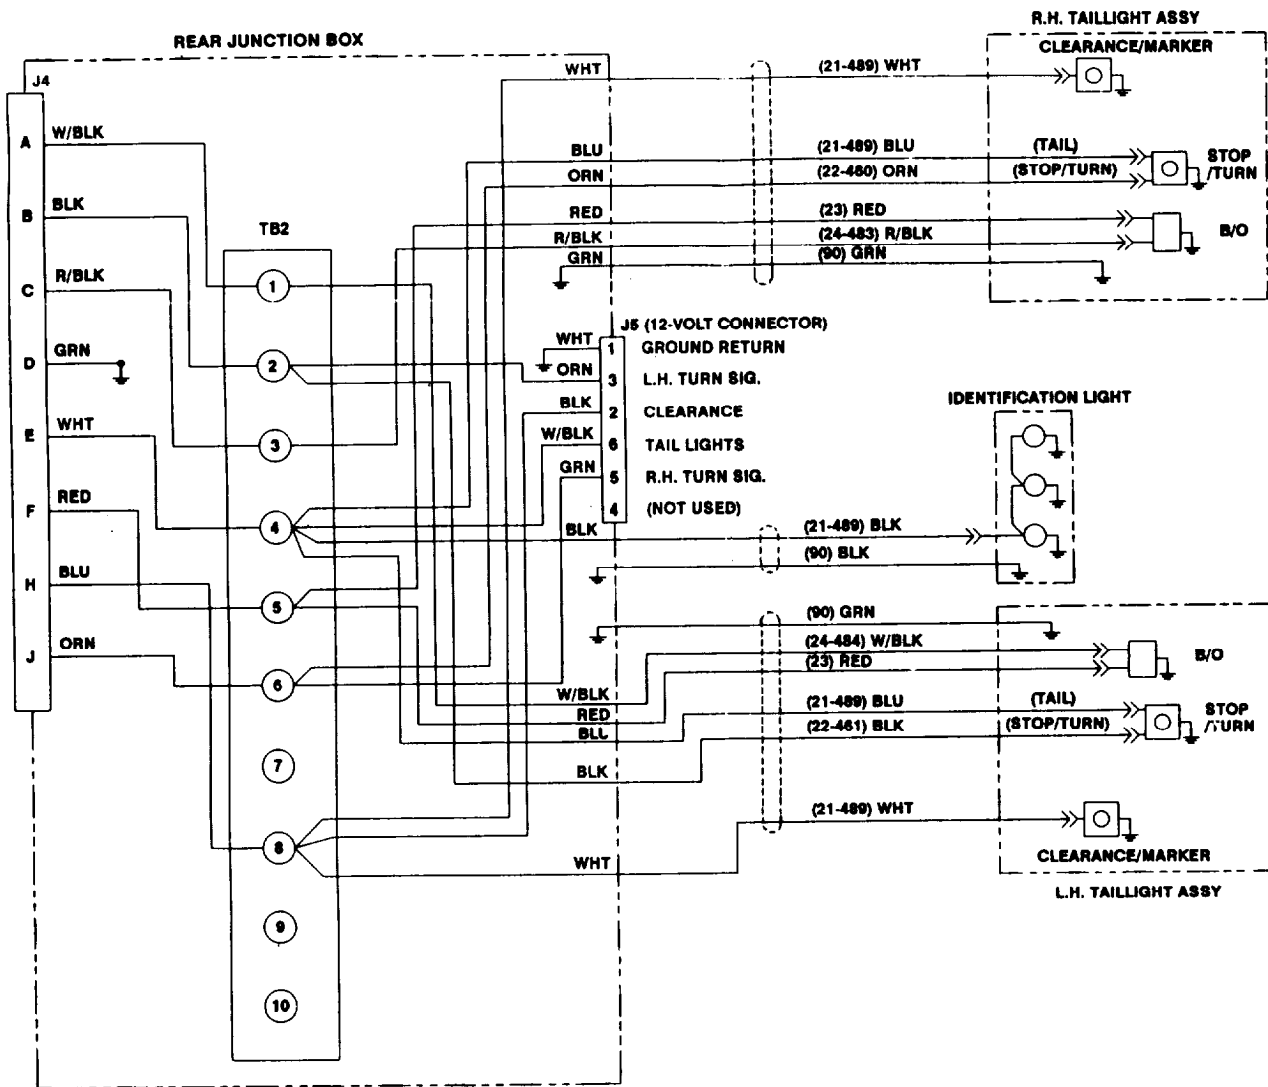 R.H. TAILLIGHT ASSY
REAR JUNCTION BOX
CLEARANCE/MARKER
WHT
(21-489) WHT
J4
A
W/BLK
BLU
(21-489) BLU
(TAIL)
STOP
/TURN
ORN
(22-460) ORN
(STOP/TURN)
B
BLK
TB2
RED
(23) RED
B/O
R/BLK
(24-483) R/BLK
GRN
(90) GRN
C
R/BLK
1
J5 (12-VOLT CONNECTOR)
WHT
1
GROUND RETURN
D
GRN
2
ORN
3
L.H. TURN SIG.
BLK
2
CLEARANCE
IDENTIFICATION LIGHT
E
WHT
3
W/BLK
6
TAIL LIGHTS
GRN
5
R.H. TURN SIG.
F
RED
4
4
(NOT USED)
BLK
(21-489) BLK
(90) BLK
H
BLU
5
(90) GRN
(24-484) W/BLK
B/O
(23) RED
J
ORN
6
W/BLK
RED
BLU
(21-489) BLU
(TAIL)
STOP
/TURN
(22-461) BLK
(STOP/TURN)
7
BLK
(21-489) WHT
8
WHT
CLEARANCE/MARKER
L.H. TAILLIGHT ASSY
9
10